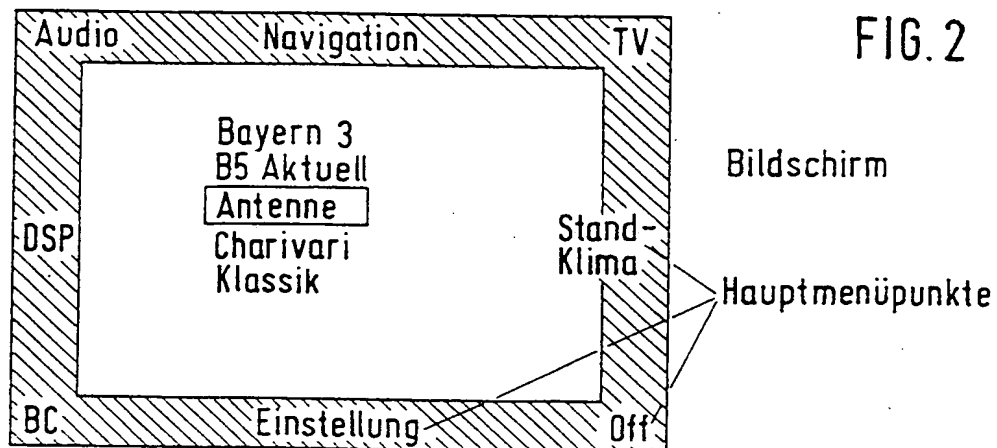 FIG. 2
Audio Navigation TV
Bayern 3
B5 Aktuell
Antenne
Charivari
Klassik
DSP
Stand-
Klima
Bildschirm
Hauptmenüpunkte
BC Einstellung Off